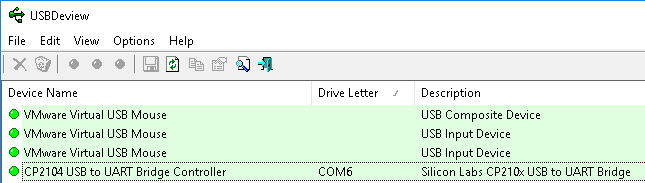 USBDeview
File Edit View Options Help
Device Name Drive Letter Description
VMware Virtual USB Mouse USB Composite Device
VMware Virtual USB Mouse USB Input Device
VMware Virtual USB Mouse USB Input Device
CP2104 USB to UART Bridge Controller COM6 Silicon Labs CP210x USB to UART Bridge